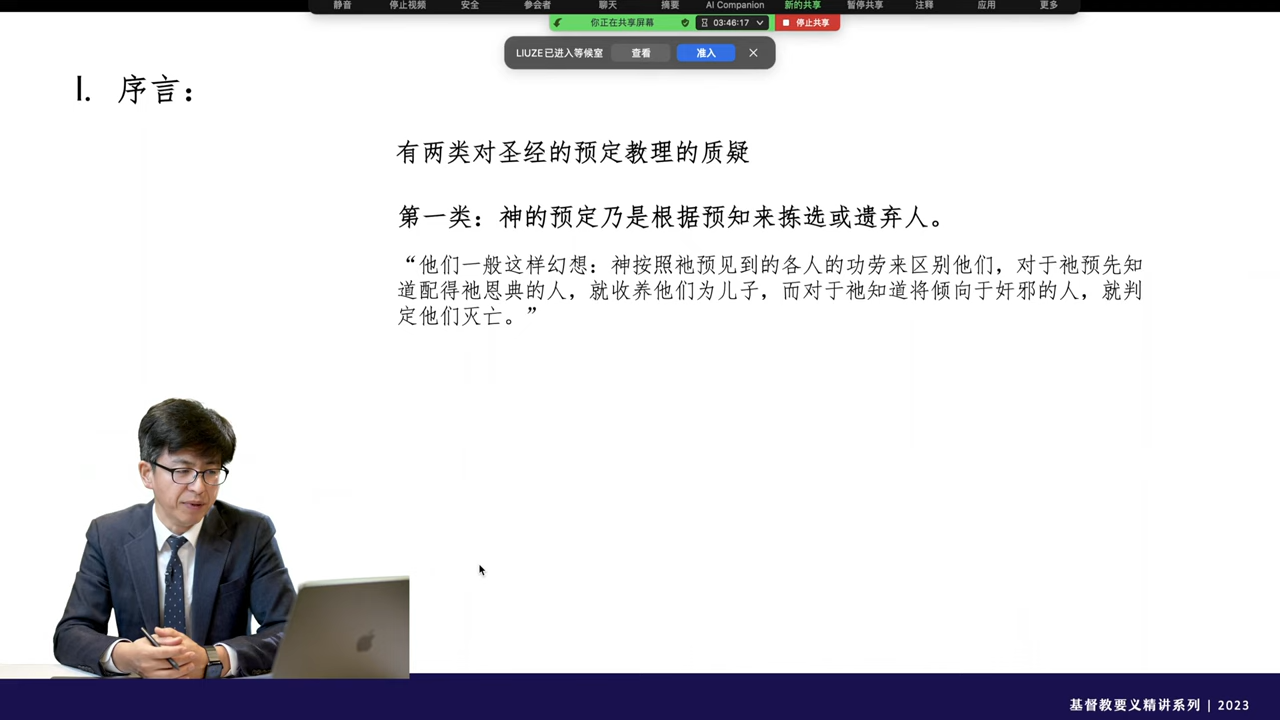 静音 停止视频 安全 参会者 聊天 摘要 AI Companion 新的共享 暂停共享 注释 应用 更多
你正在共享屏幕 03:46:17 停止共享
LIUZE已进入等候室 查看 准入
I. 序言：
有两类对圣经的预定教理的质疑
第一类：神的预定乃是根据预知来拣选或遗弃人。
“他们一般这样幻想：神按照祂预见到的各人的功劳来区别他们，对于祂预先知
道配得祂恩典的人，就收养他们为儿子，而对于祂知道将倾向于奸邪的人，就判
定他们灭亡。”
基督教要义精讲系列 | 2023